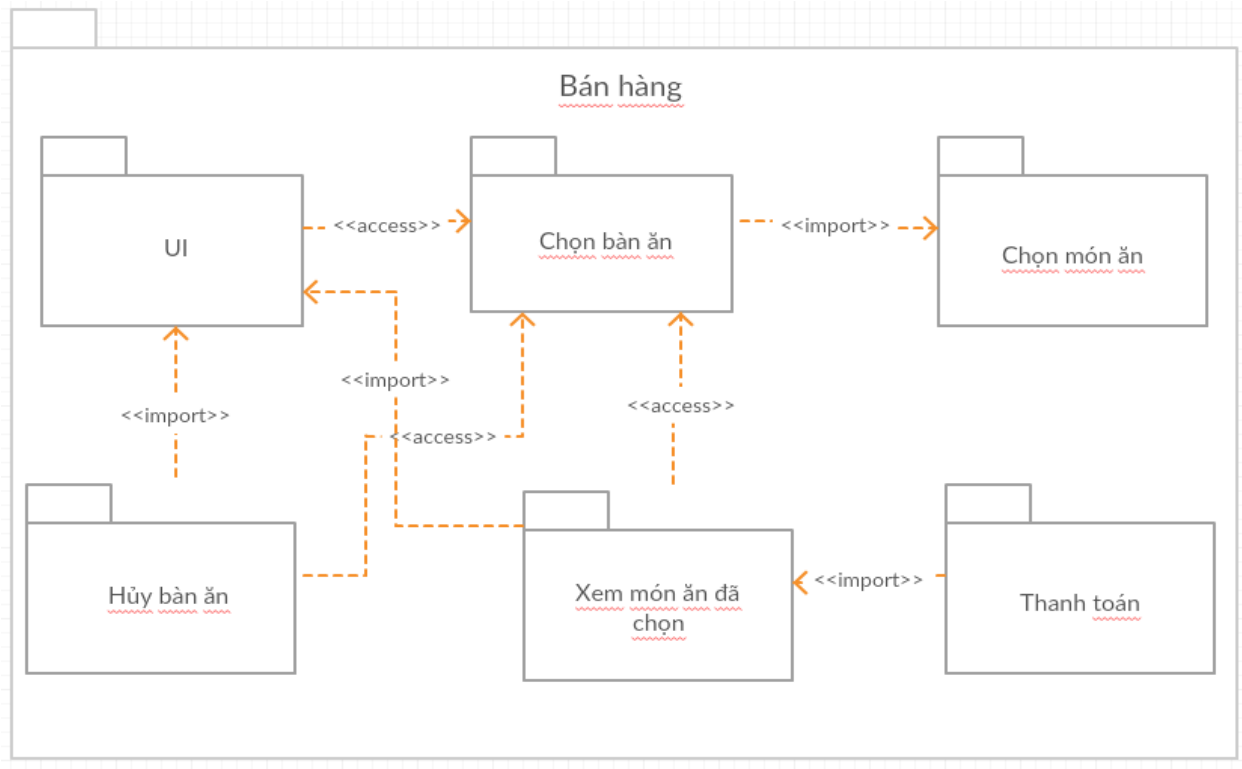 Bán hàng
UI
<<access>>
Chọn bàn ăn
<<import>>
Chọn món ăn
<<import>>
<<import>>
<<access>>
<<access>>
Hủy bàn ăn
Xem món ăn đã
chọn
<<import>>
Thanh toán